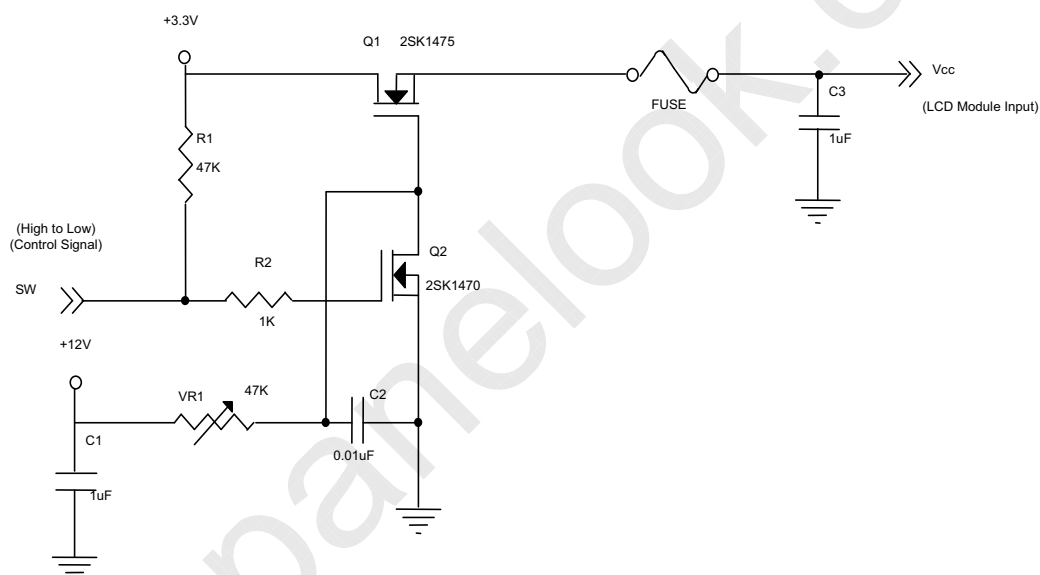 +3.3V
Q1 2SK1475
Vcc
FUSE
C3
(LCD Module Input)
R1
1uF
47K
(High to Low)
(Control Signal)
Q2
R2
SW
2SK1470
1K
+12V
VR1
47K
C2
C1
0.01uF
1uF
panelook.c